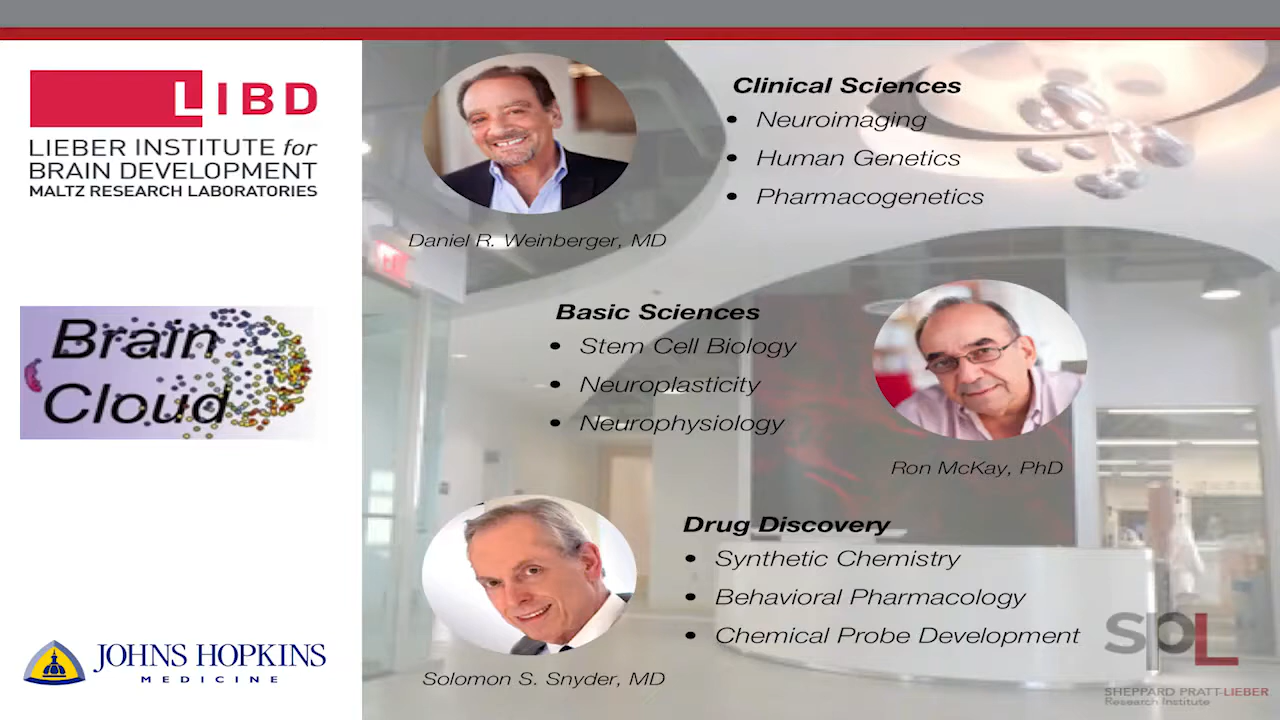 LIBD
LIEBER INSTITUTE for
BRAIN DEVELOPMENT
MALTZ RESEARCH LABORATORIES
Brain
Cloud
JOHNS HOPKINS
MEDICINE
Clinical Sciences
• Neuroimaging
• Human Genetics
• Pharmacogenetics
Daniel R. Weinberger, MD
Basic Sciences
• Stem Cell Biology
• Neuroplasticity
• Neurophysiology
Ron McKay, PhD
Drug Discovery
• Synthetic Chemistry
• Behavioral Pharmacology
• Chemical Probe Development
Solomon S. Snyder, MD
SPL
SHEPPARD PRATT-LIEBER
Research Institute